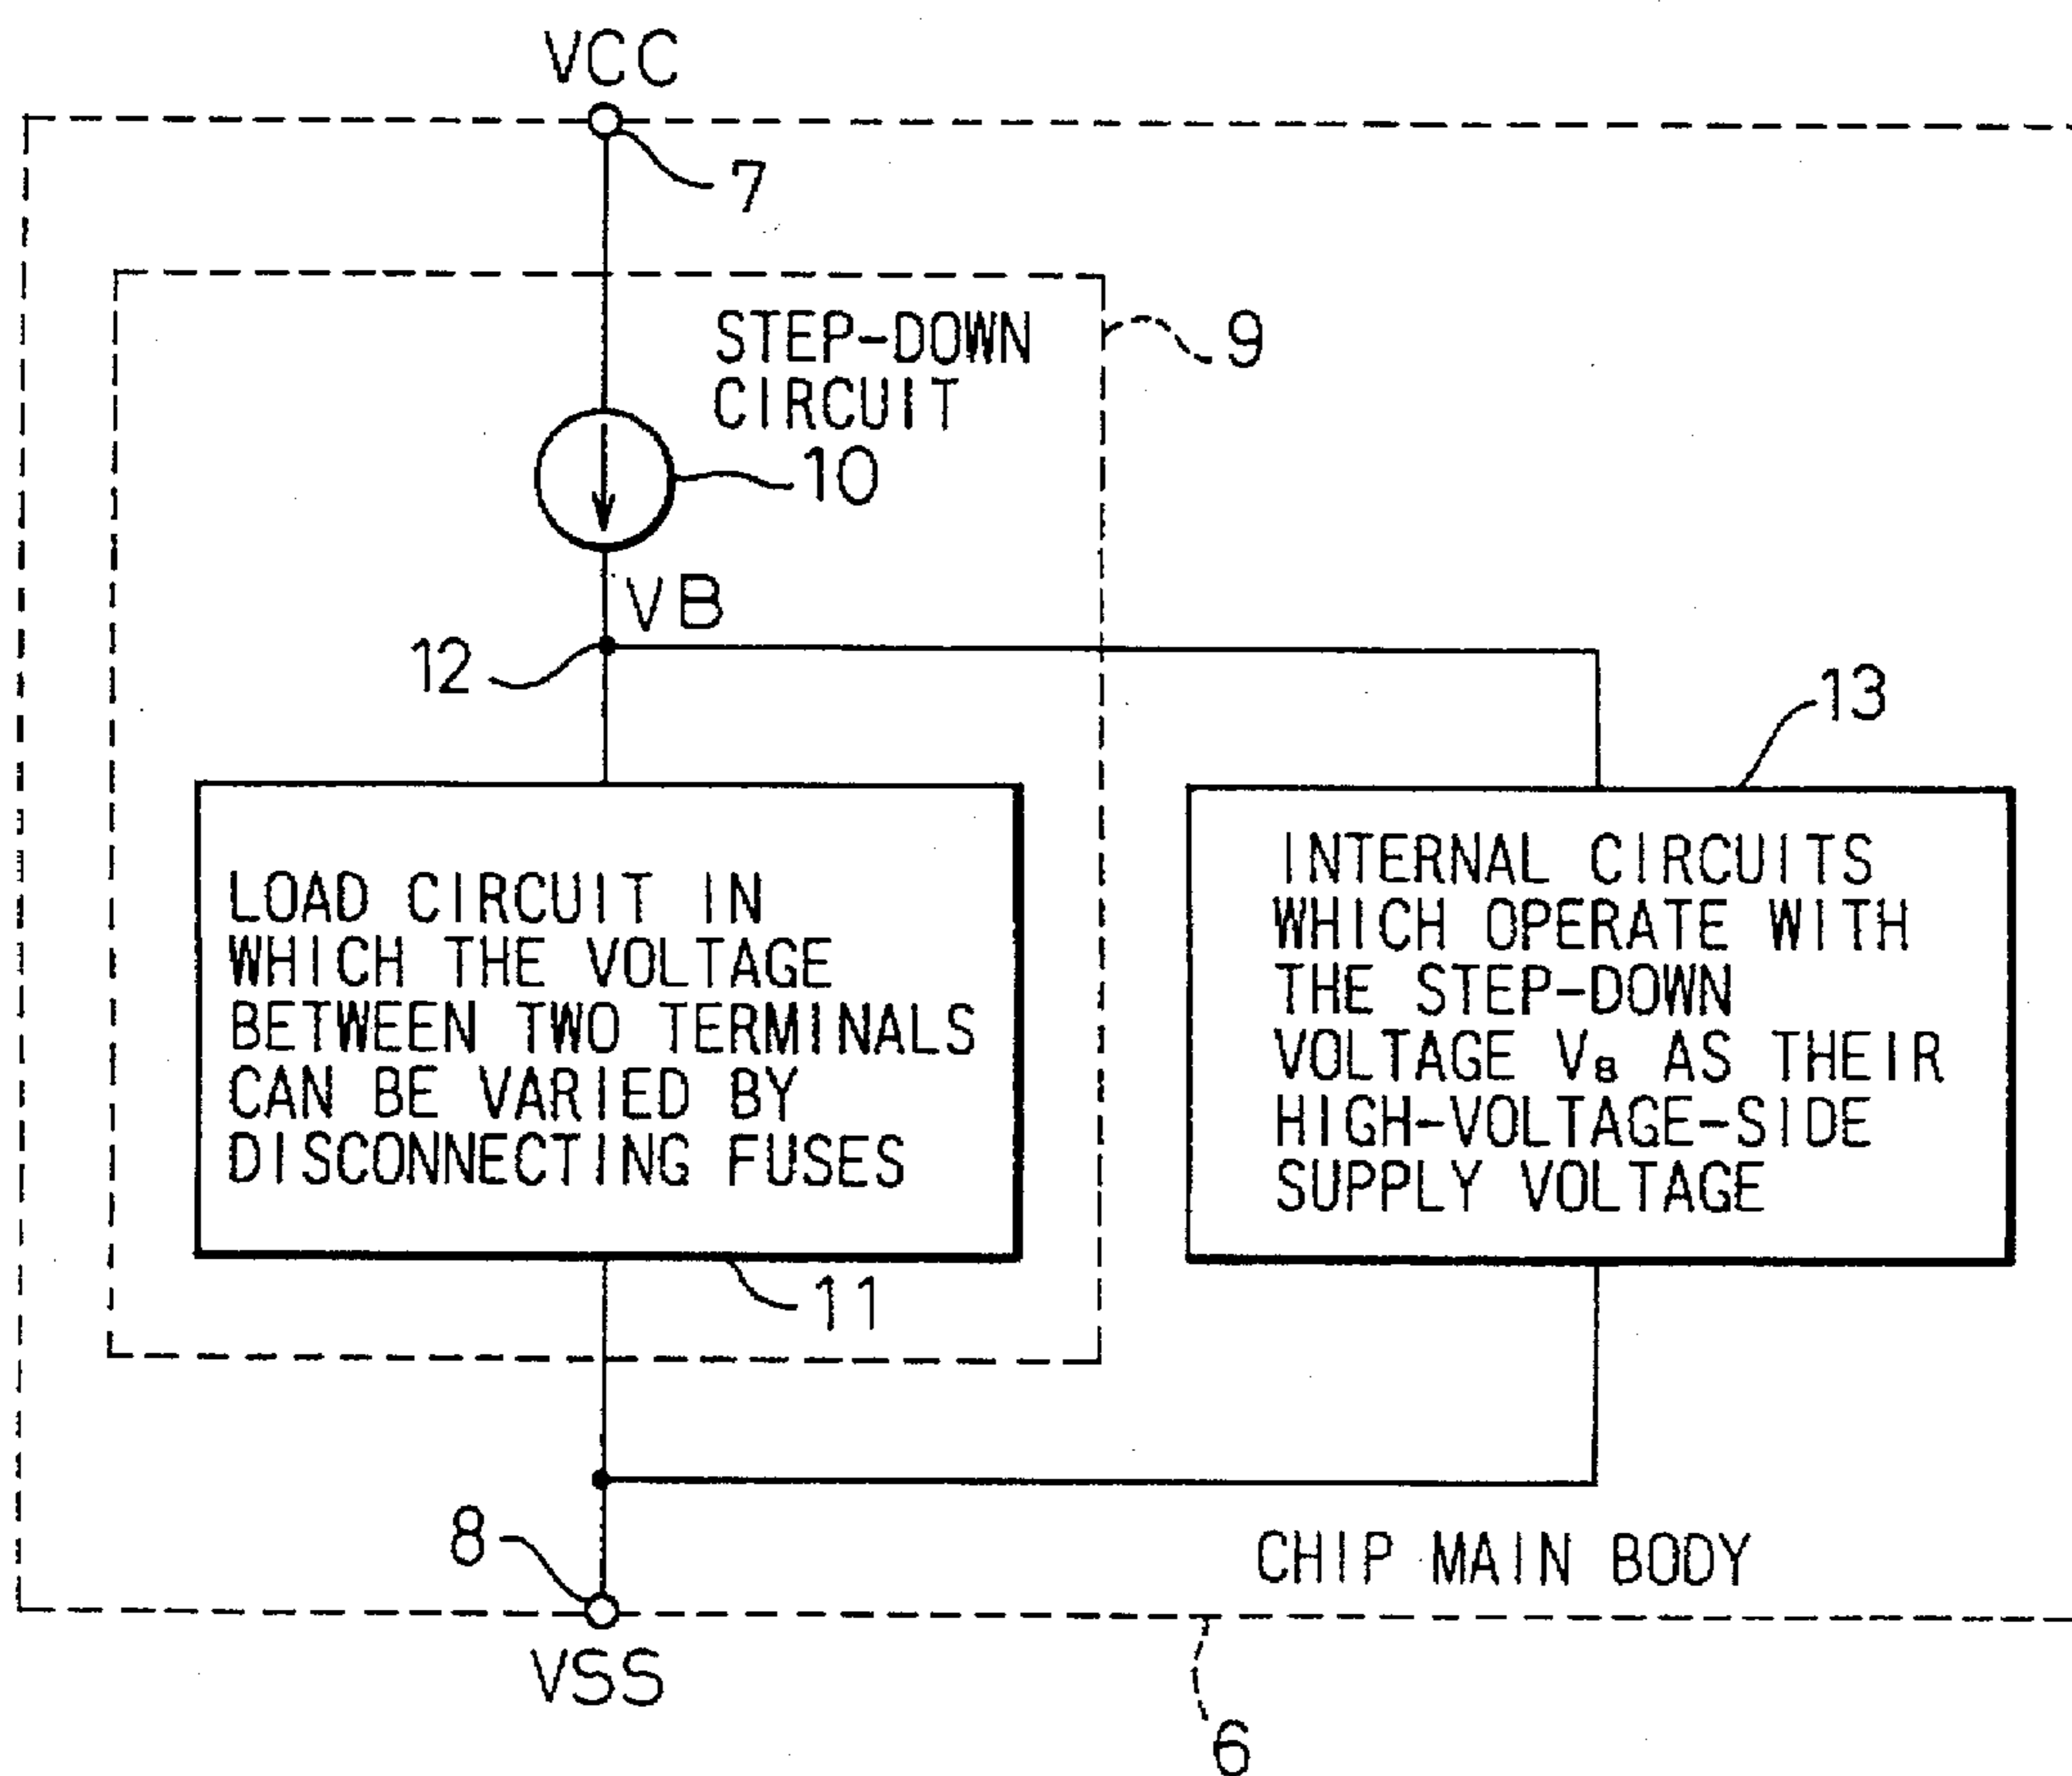 VCC
7
STEP-DOWN
CIRCUIT
9
10
VB
12
13
LOAD CIRCUIT IN
WHICH THE VOLTAGE
BETWEEN TWO TERMINALS
CAN BE VARIED BY
DISCONNECTING FUSES
INTERNAL CIRCUITS
WHICH OPERATE WITH
THE STEP-DOWN
VOLTAGE VB AS THEIR
HIGH-VOLTAGE-SIDE
SUPPLY VOLTAGE
11
8
CHIP MAIN BODY
VSS
6